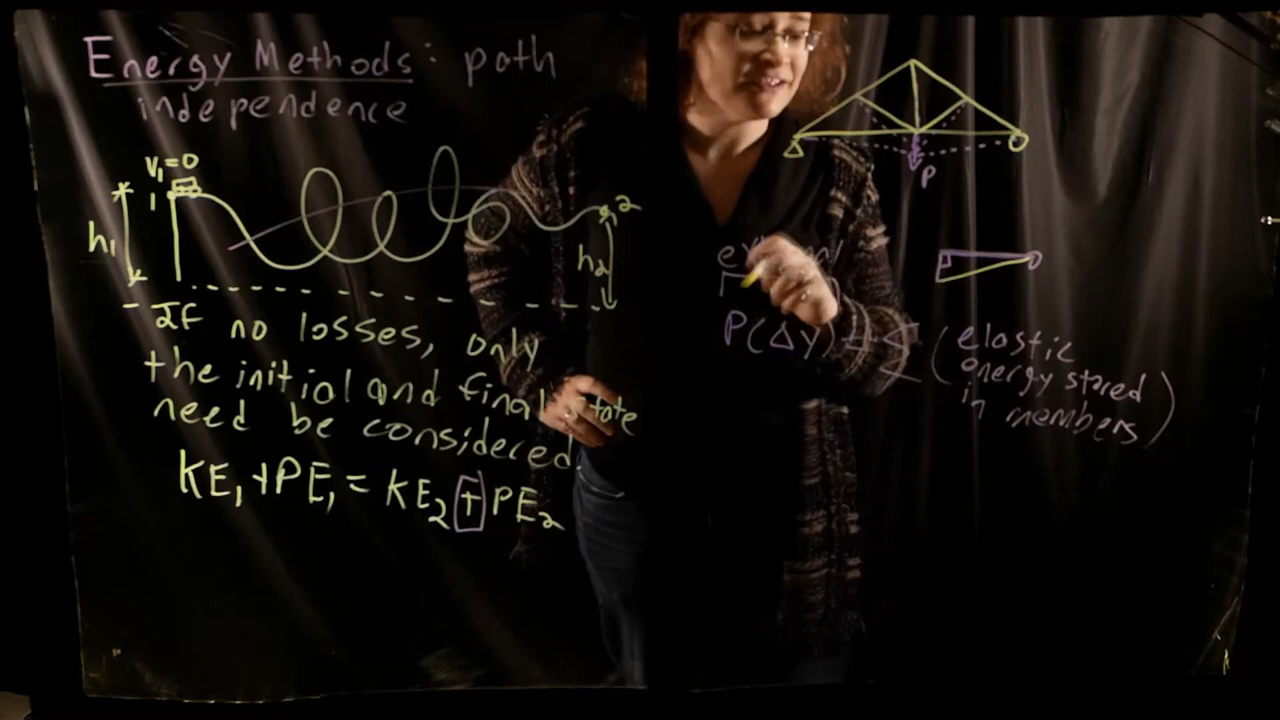 Energy Methods: path
independence
V₁=0
1
h₁
2
h₂
If no losses, only
the initial and final state
need be considered.
KE₁+PE₁ = KE₂+PE₂
P
P(Δy)
(elastic
energy stored
in members)